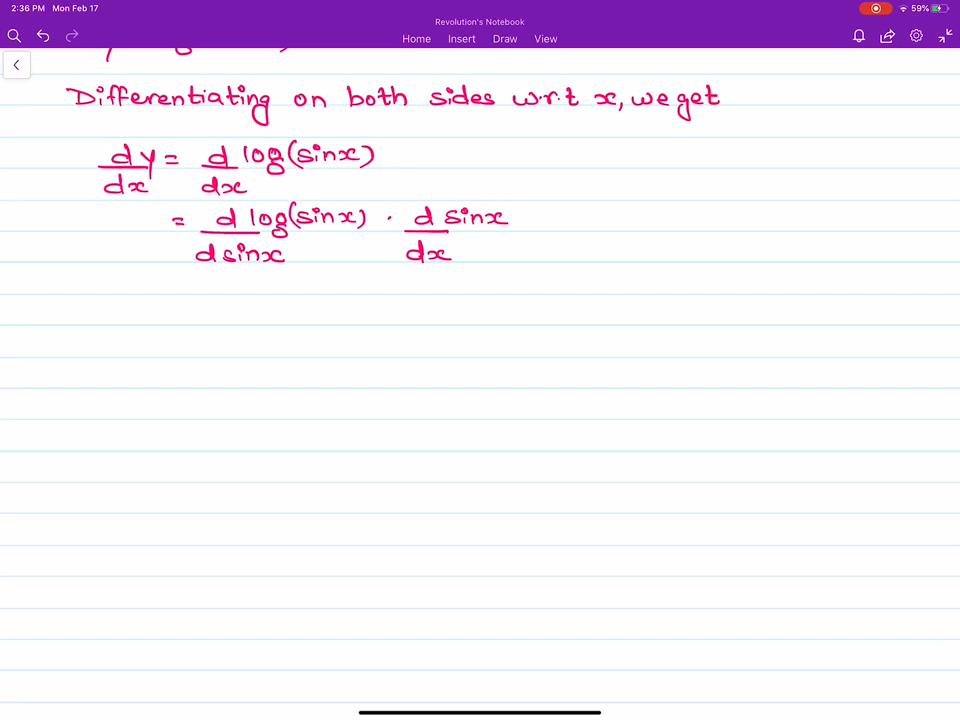 2:36 PM Mon Feb 17 59%
Revolution's Notebook
Home Insert Draw View
Differentiating on both sides w.r.t x, we get
dy/dx = d/dx log(sinx)
= d log(sinx)/d sinx · d sinx/dx